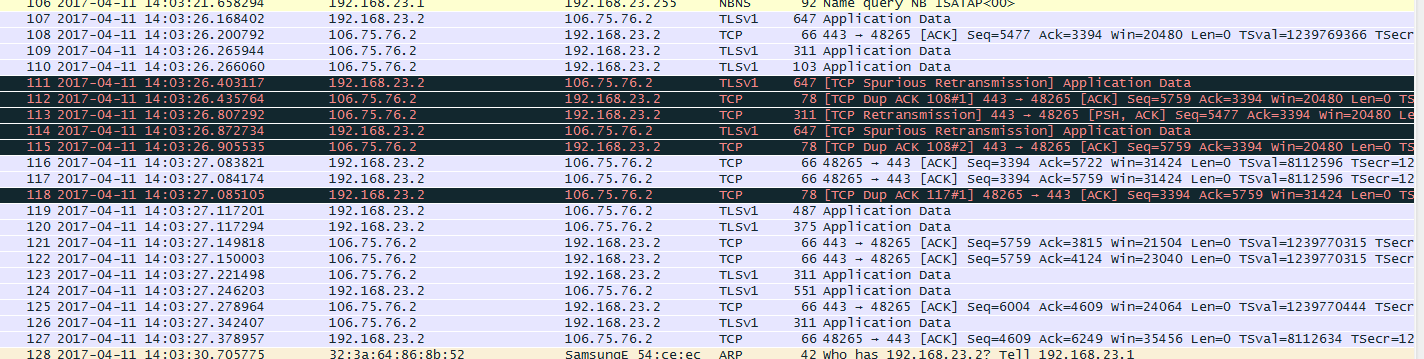 106 2017-04-11 14:03:21.658294 192.168.23.1 192.168.23.255 NBNS 92 Name query NB ISATAP<00>
107 2017-04-11 14:03:26.168402 192.168.23.2 106.75.76.2 TLSv1 647 Application Data
108 2017-04-11 14:03:26.200792 106.75.76.2 192.168.23.2 TCP 66 443 → 48265 [ACK] Seq=5477 Ack=3394 Win=20480 Len=0 TSval=1239769366 TSecr
109 2017-04-11 14:03:26.265944 106.75.76.2 192.168.23.2 TLSv1 311 Application Data
110 2017-04-11 14:03:26.266060 106.75.76.2 192.168.23.2 TLSv1 103 Application Data
111 2017-04-11 14:03:26.403117 192.168.23.2 106.75.76.2 TLSv1 647 [TCP Spurious Retransmission] Application Data
112 2017-04-11 14:03:26.435764 106.75.76.2 192.168.23.2 TCP 78 [TCP Dup ACK 108#1] 443 → 48265 [ACK] Seq=5759 Ack=3394 Win=20480 Len=0 TS
113 2017-04-11 14:03:26.807292 106.75.76.2 192.168.23.2 TCP 311 [TCP Retransmission] 443 → 48265 [PSH, ACK] Seq=5477 Ack=3394 Win=20480 Le
114 2017-04-11 14:03:26.872734 192.168.23.2 106.75.76.2 TLSv1 647 [TCP Spurious Retransmission] Application Data
115 2017-04-11 14:03:26.905535 106.75.76.2 192.168.23.2 TCP 78 [TCP Dup ACK 108#2] 443 → 48265 [ACK] Seq=5759 Ack=3394 Win=20480 Len=0 TS
116 2017-04-11 14:03:27.083821 192.168.23.2 106.75.76.2 TCP 66 48265 → 443 [ACK] Seq=3394 Ack=5722 Win=31424 Len=0 TSval=8112596 TSecr=12
117 2017-04-11 14:03:27.084174 192.168.23.2 106.75.76.2 TCP 66 48265 → 443 [ACK] Seq=3394 Ack=5759 Win=31424 Len=0 TSval=8112596 TSecr=12
118 2017-04-11 14:03:27.085105 192.168.23.2 106.75.76.2 TCP 78 [TCP Dup ACK 117#1] 48265 → 443 [ACK] Seq=3394 Ack=5759 Win=31424 Len=0 TS
119 2017-04-11 14:03:27.117201 192.168.23.2 106.75.76.2 TLSv1 487 Application Data
120 2017-04-11 14:03:27.117294 192.168.23.2 106.75.76.2 TLSv1 375 Application Data
121 2017-04-11 14:03:27.149818 106.75.76.2 192.168.23.2 TCP 66 443 → 48265 [ACK] Seq=5759 Ack=3815 Win=21504 Len=0 TSval=1239770315 TSecr
122 2017-04-11 14:03:27.150003 106.75.76.2 192.168.23.2 TCP 66 443 → 48265 [ACK] Seq=5759 Ack=4124 Win=23040 Len=0 TSval=1239770315 TSecr
123 2017-04-11 14:03:27.221498 106.75.76.2 192.168.23.2 TLSv1 311 Application Data
124 2017-04-11 14:03:27.246203 192.168.23.2 106.75.76.2 TLSv1 551 Application Data
125 2017-04-11 14:03:27.278964 106.75.76.2 192.168.23.2 TCP 66 443 → 48265 [ACK] Seq=6004 Ack=4609 Win=24064 Len=0 TSval=1239770444 TSecr
126 2017-04-11 14:03:27.342407 106.75.76.2 192.168.23.2 TLSv1 311 Application Data
127 2017-04-11 14:03:27.378957 192.168.23.2 106.75.76.2 TCP 66 48265 → 443 [ACK] Seq=4609 Ack=6249 Win=35456 Len=0 TSval=8112634 TSecr=12
128 2017-04-11 14:03:30.705775 32:3a:64:86:8b:52 SamsungE_54:ce:ec ARP 42 Who has 192.168.23.2? Tell 192.168.23.1